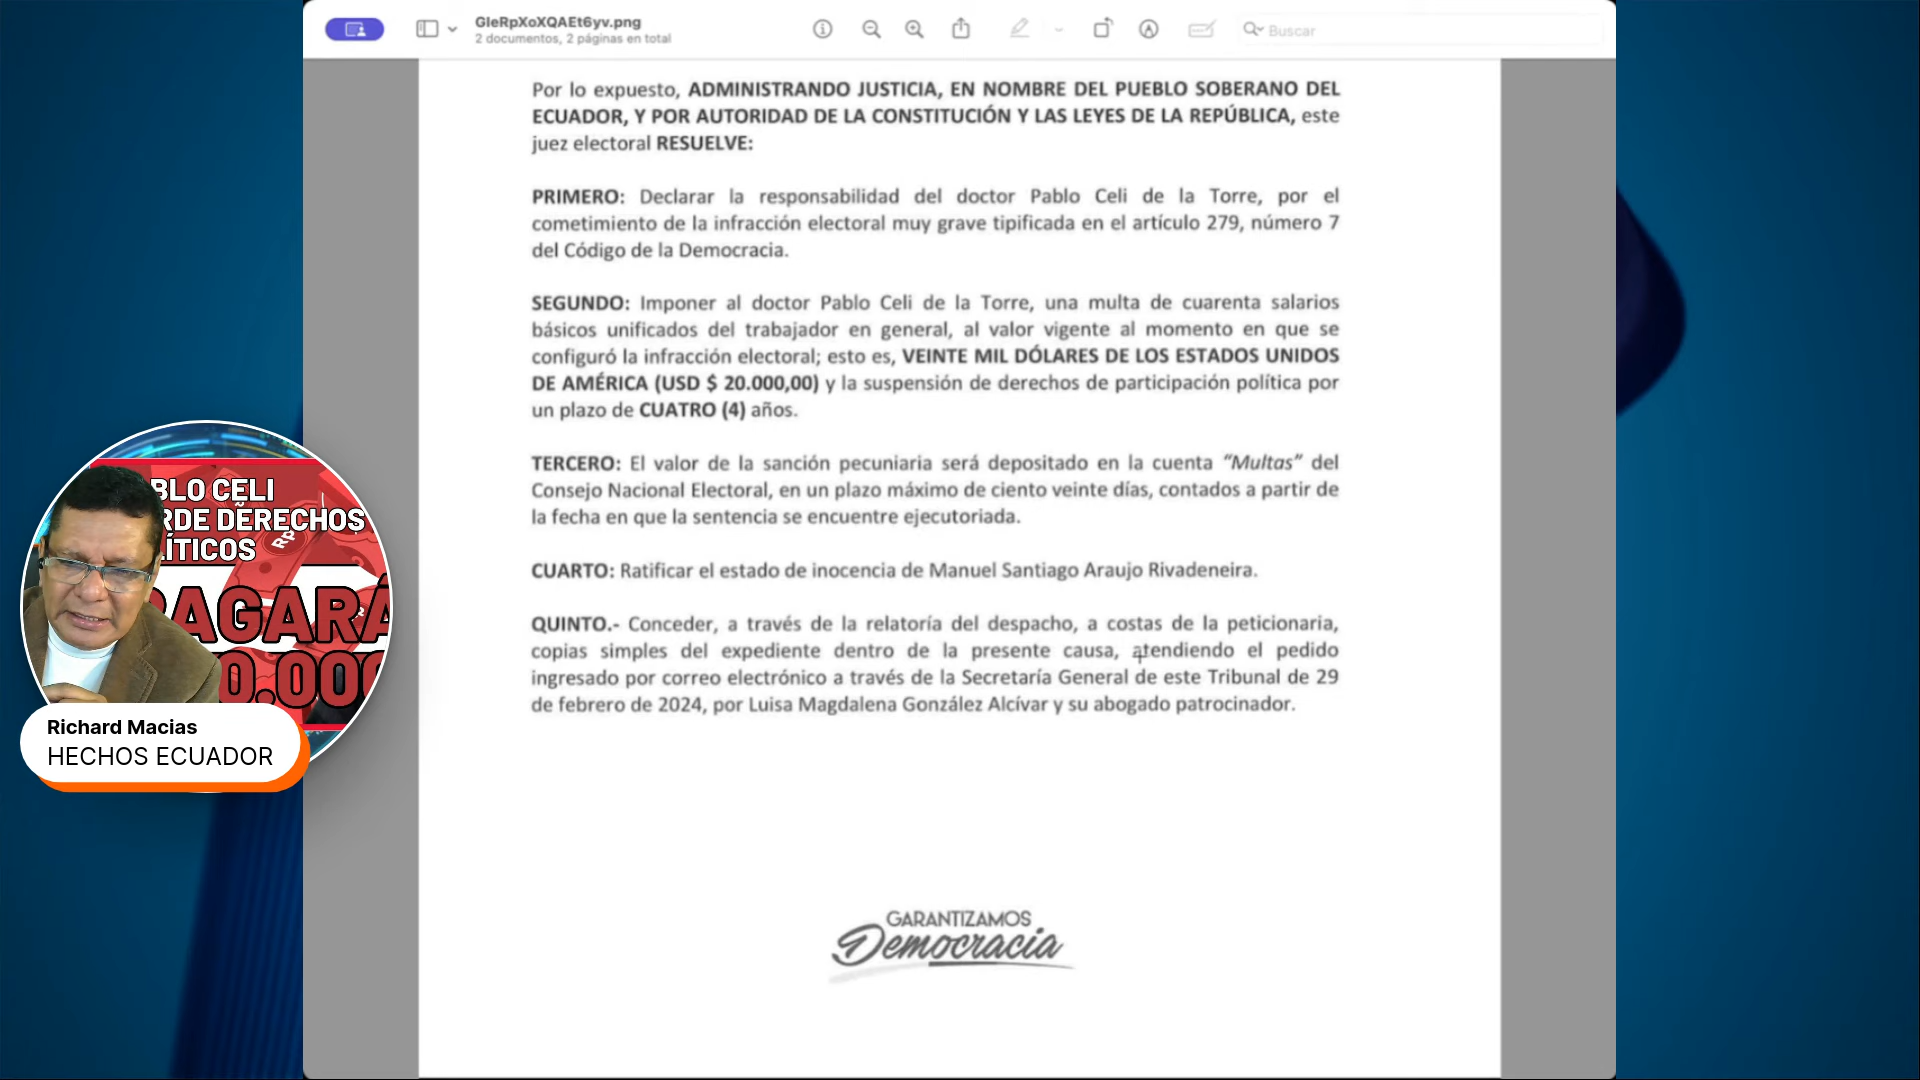 GIeRpXoXQAEt6yv.png
2 documentos, 2 páginas en total
Buscar
Por lo expuesto, ADMINISTRANDO JUSTICIA, EN NOMBRE DEL PUEBLO SOBERANO DEL
ECUADOR, Y POR AUTORIDAD DE LA CONSTITUCIÓN Y LAS LEYES DE LA REPÚBLICA, este
juez electoral RESUELVE:
PRIMERO: Declarar la responsabilidad del doctor Pablo Celi de la Torre, por el
cometimiento de la infracción electoral muy grave tipificada en el artículo 279, número 7
del Código de la Democracia.
SEGUNDO: Imponer al doctor Pablo Celi de la Torre, una multa de cuarenta salarios
básicos unificados del trabajador en general, al valor vigente al momento en que se
configuró la infracción electoral; esto es, VEINTE MIL DÓLARES DE LOS ESTADOS UNIDOS
DE AMÉRICA (USD $ 20.000,00) y la suspensión de derechos de participación política por
un plazo de CUATRO (4) años.
TERCERO: El valor de la sanción pecuniaria será depositado en la cuenta “Multas” del
Consejo Nacional Electoral, en un plazo máximo de ciento veinte días, contados a partir de
la fecha en que la sentencia se encuentre ejecutoriada.
CUARTO: Ratificar el estado de inocencia de Manuel Santiago Araujo Rivadeneira.
QUINTO.- Conceder, a través de la relatoría del despacho, a costas de la peticionaria,
copias simples del expediente dentro de la presente causa, atendiendo el pedido
ingresado por correo electrónico a través de la Secretaría General de este Tribunal de 29
de febrero de 2024, por Luisa Magdalena González Alcívar y su abogado patrocinador.
GARANTIZAMOS
Democracia
BLO CELI
RDE DERECHOS
ÍTICOS
Rp
AGARÁ
0.000
Richard Macias
HECHOS ECUADOR